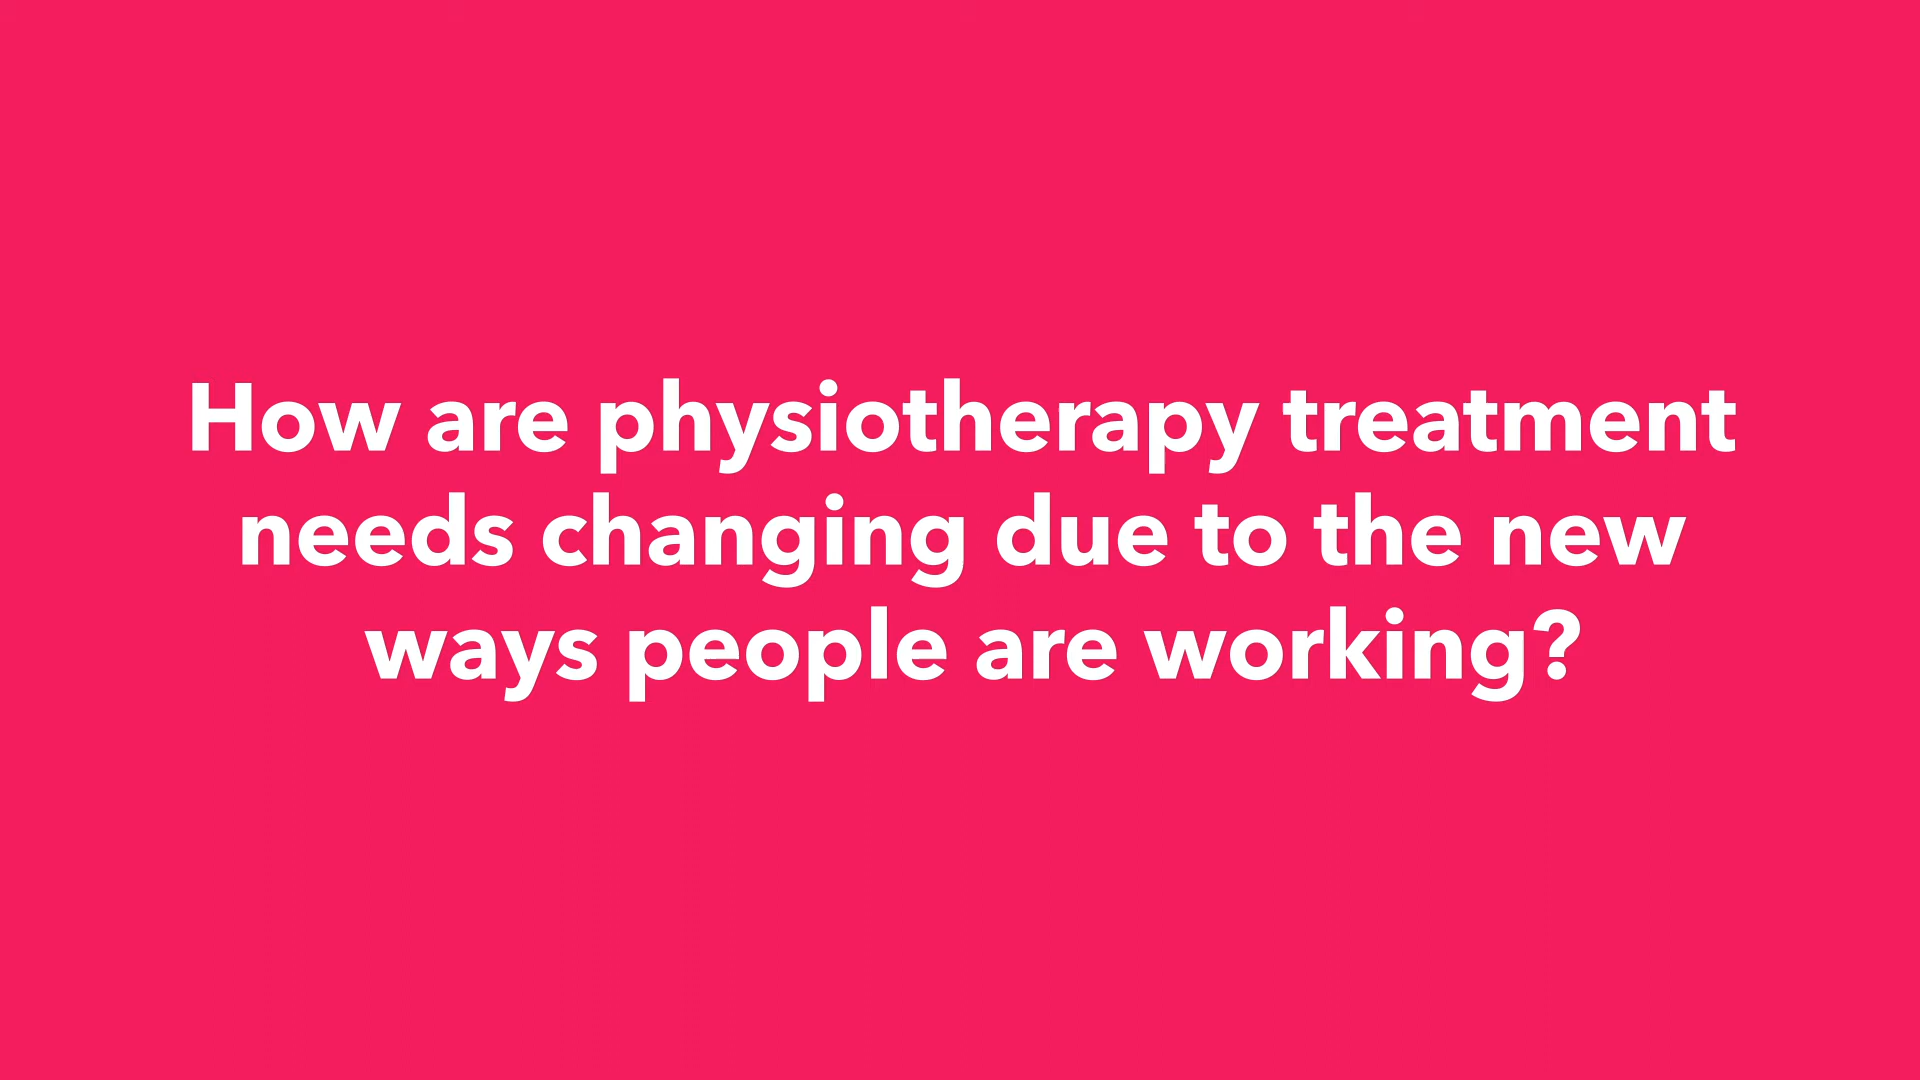 How are physiotherapy treatment
needs changing due to the new
ways people are working?